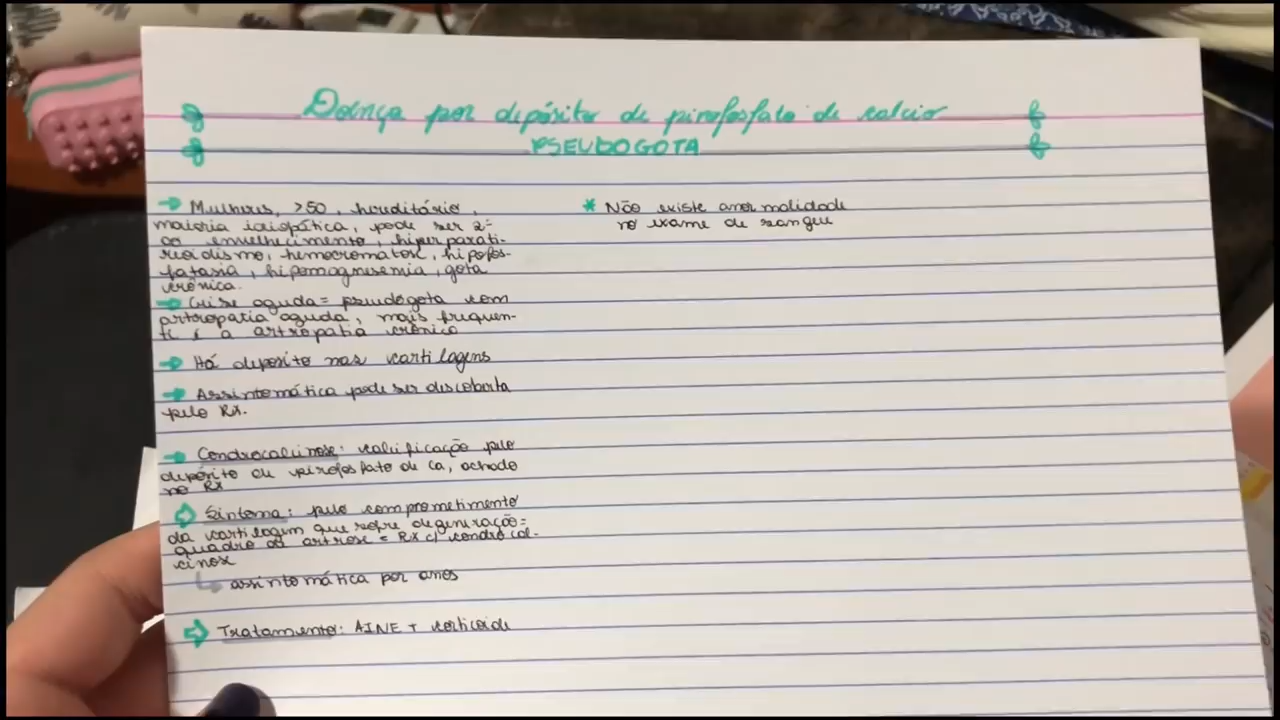 Doença por depósito de pirofosfato de calcio
PSEUDOGOTA
→ Mulheres, >50, hereditário,
maioria idiopática, pode ser 2=
ao envelhecimento, hiperparati-
reoidismo, hemocromatose, hipofos-
fatasia, hipomagnesemia, gota
crônica.
→ Crise aguda = pseudogota com
artropatia aguda, mais frequen-
te é a artropatia crônica
→ Há deposito nas cartilagens
→ Assintomática pode ser descoberta
pelo RX.
→ Condrocalcinose: calcificação pelo
depósito de pirofosfato de ca, achado
no RX
⇒ Sintoma: pelo comprometimento
da cartilagem que sofre degeneração=
quadro de artrose = RX c/ condrocal-
cinose
↳ assintomática por anos
⇒ Tratamento: AINE + corticoide
* Não existe anormalidade
no exame de sangue